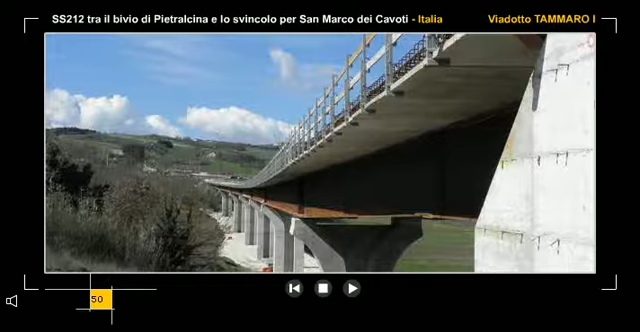 SS212 tra il bivio di Pietralcina e lo svincolo per San Marco dei Cavoti - Italia
Viadotto TAMMARO I
50